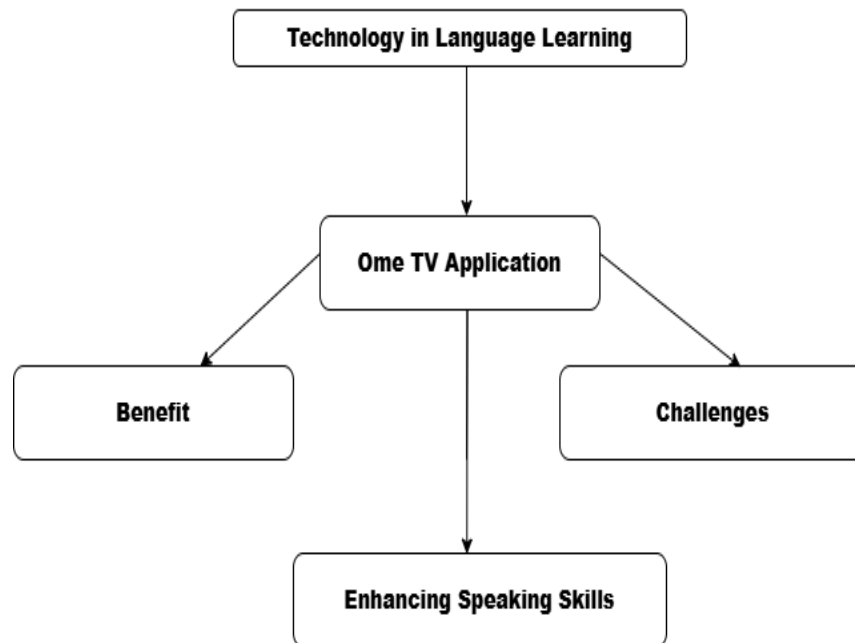 Technology in Language Learning
Ome TV Application
Benefit
Challenges
Enhancing Speaking Skills